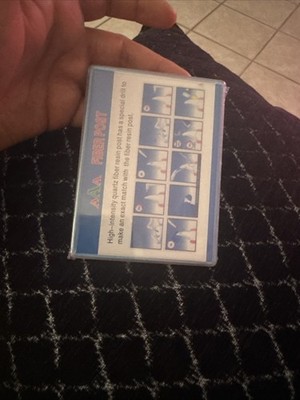 AAA FIBER POST
High-intensity quartz fiber resin post has a special drill to
make an exact match with the fiber resin post.